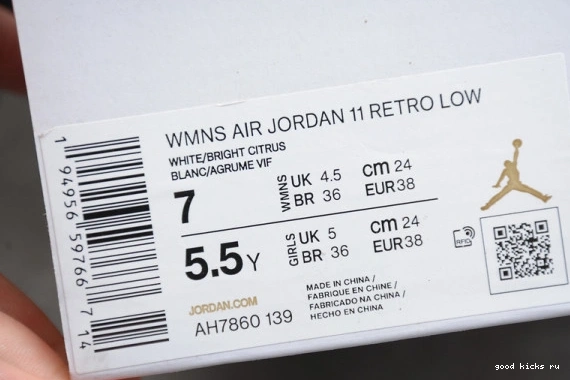 WMNS AIR JORDAN 11 RETRO LOW
WHITE/BRIGHT CITRUS
BLANC/AGRUME VIF
7 WMNS UK 4.5 cm 24
BR 36 EUR 38
5.5Y GIRLS UK 5 cm 24
BR 36 EUR 38
JORDAN.COM
AH7860 139
MADE IN CHINA /
FABRIQUE EN CHINE /
FABRICADO NA CHINA /
HECHO EN CHINA
RFID
1 94956 59766 7 14
good kicks ru